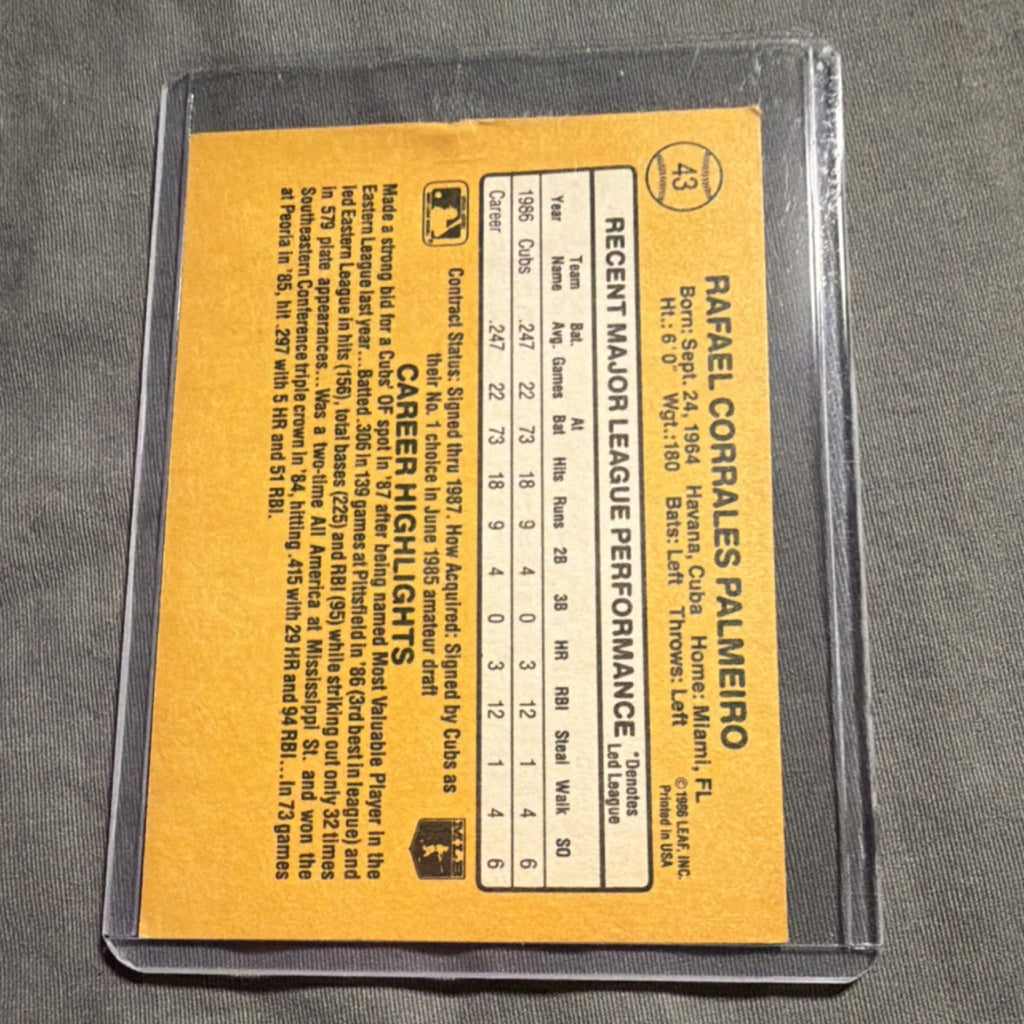 43
RAFAEL CORRALES PALMEIRO
Born: Sept. 24, 1964 Havana, Cuba Home: Miami, FL
Ht.: 6'0" Wgt.: 180 Bats: Left Throws: Left
© 1986 LEAF, INC.
Printed in USA
RECENT MAJOR LEAGUE PERFORMANCE
*Denotes
Led League
Year Team Name Bat. Avg. Games At Bat Hits Runs 2B 3B HR RBI Steal Walk SO
1986 Cubs .247 22 73 18 9 4 0 3 12 1 4 6
Career .247 22 73 18 9 4 0 3 12 1 4 6
Contract Status: Signed thru 1987. How Acquired: Signed by Cubs as
their No. 1 choice in June 1985 amateur draft
MLB
CAREER HIGHLIGHTS
Made a strong bid for a Cubs' OF spot in '87 after being named Most Valuable Player in the
Eastern League last year... Batted .306 in 139 games at Pittsfield in '86 (3rd best in league) and
led Eastern League in hits (156), total bases (225) and RBI (95) while striking out only 32 times
in 579 plate appearances... Was a two-time All America at Mississippi St. and won the
Southeastern Conference triple crown in '84, hitting .415 with 29 HR and 94 RBI... In 73 games
at Peoria in '85, hit .297 with 5 HR and 51 RBI.